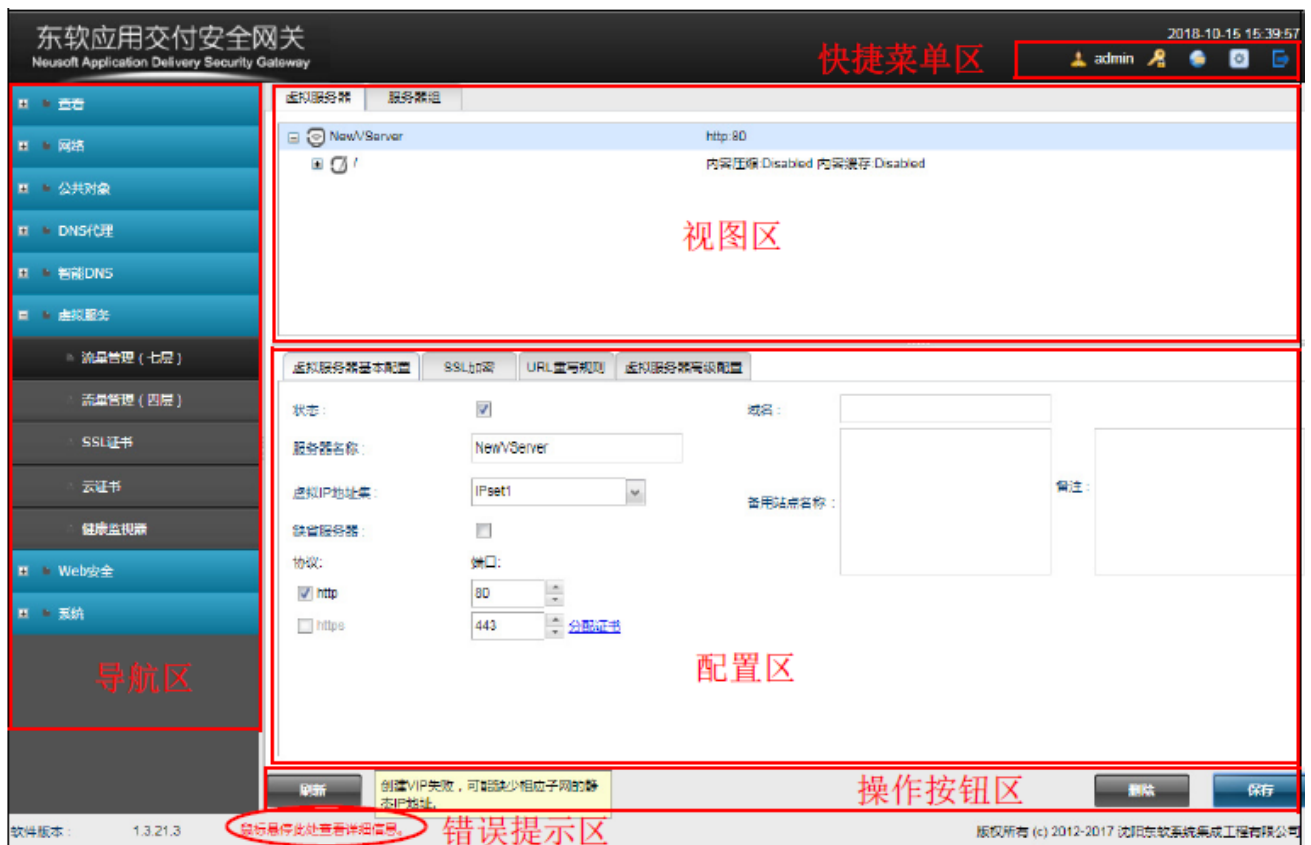 东软应用交付安全网关
Neusoft Application Delivery Security Gateway
2018-10-15 15:39:57
快捷菜单区
admin
查看
网络
公共对象
DNS代理
智能DNS
虚拟服务
流量管理（七层）
流量管理（四层）
SSL证书
云证书
健康监视器
Web安全
系统
导航区
虚拟服务器 服务器组
NewVServer http:80
/ 内容压缩:Disabled 内容缓存:Disabled
视图区
虚拟服务器基本配置 SSL加密 URL重写规则 虚拟服务器高级配置
状态： 域名：
服务器名称： NewVServer
虚拟IP地址集： IPset1 备用站点名称： 备注：
缺省服务器：
协议: 端口:
http 80
https 443 分配证书
配置区
刷新 创建VIP失败，可能缺少相应子网的静
态IP地址。
操作按钮区 删除 保存
软件版本： 1.3.21.3 鼠标悬停此处查看详细信息。 错误提示区 版权所有 (c) 2012-2017 沈阳东软系统集成工程有限公司